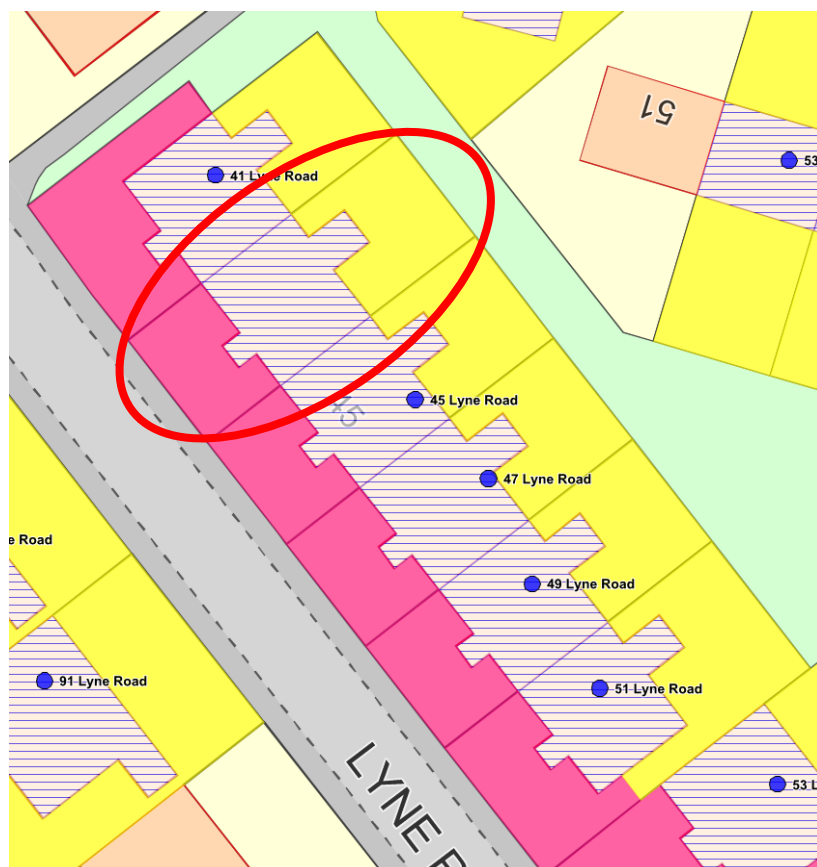 51
53
41 Lyne Road
45 Lyne Road
45
47 Lyne Road
e Road
49 Lyne Road
91 Lyne Road
51 Lyne Road
53 L
LYNE R